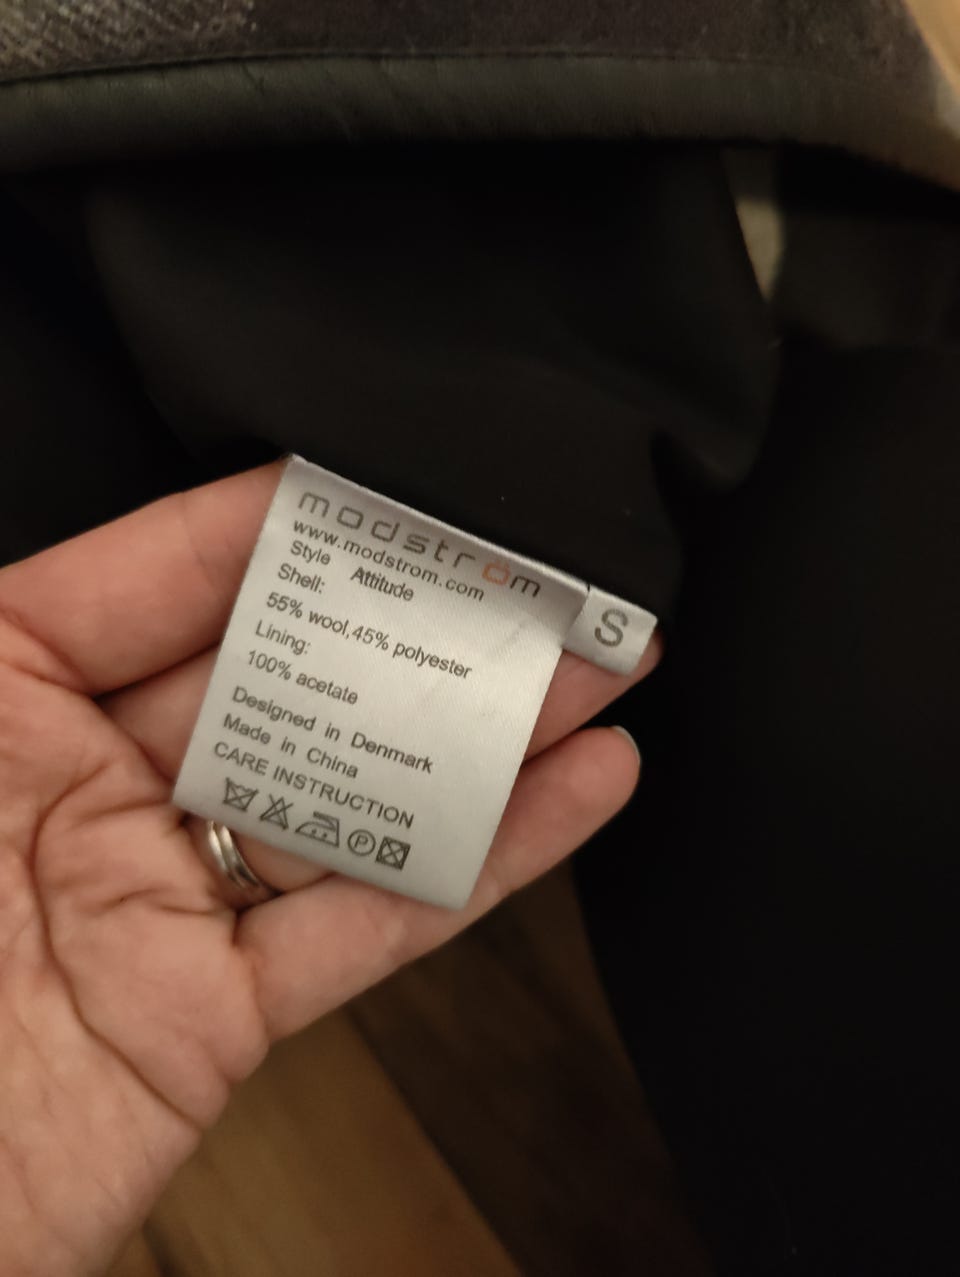 modström
www.modstrom.com
Style Attitude
Shell:
55% wool,45% polyester
Lining:
100% acetate
Designed in Denmark
Made in China
CARE INSTRUCTION
P
S